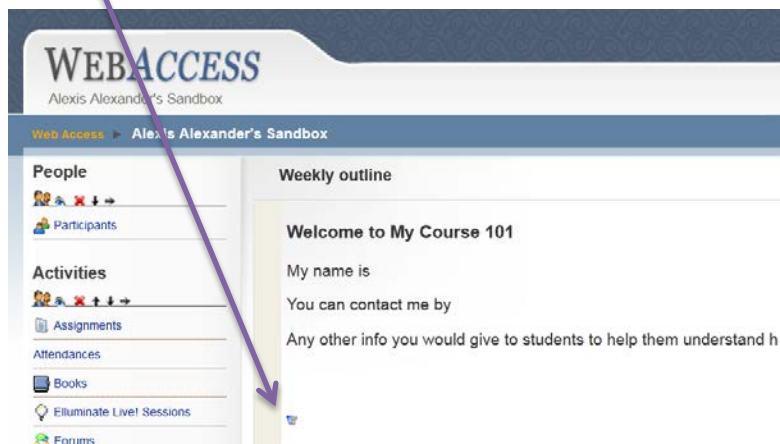 WEBACCESS
Alexis Alexander's Sandbox
Web Access ► Alexis Alexander's Sandbox
People
Participants
Activities
Assignments
Attendances
Books
Elluminate Live! Sessions
Forums
Weekly outline
Welcome to My Course 101
My name is
You can contact me by
Any other info you would give to students to help them understand h